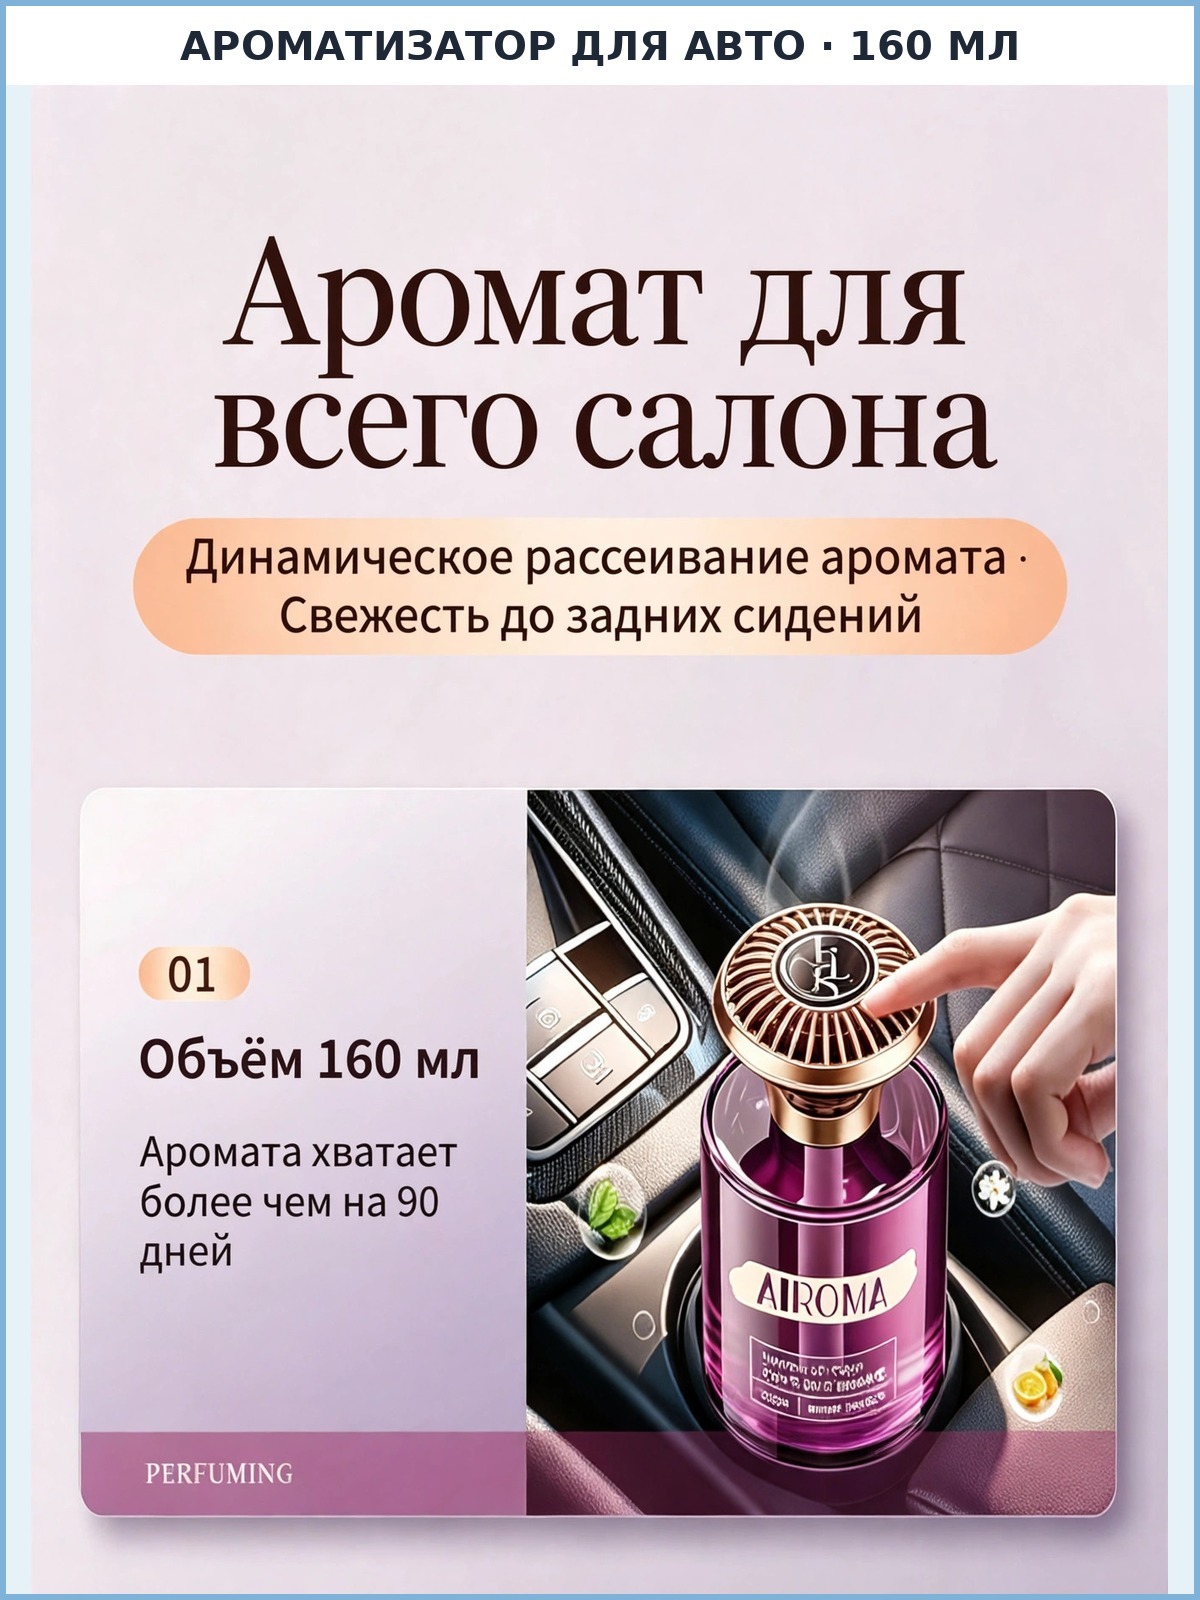 АРОМАТИЗАТОР ДЛЯ АВТО · 160 МЛ
Аромат для
всего салона
Динамическое рассеивание аромата ·
Свежесть до задних сидений
01
Объём 160 мл
Аромата хватает
более чем на 90
дней
PERFUMING
AIROMA